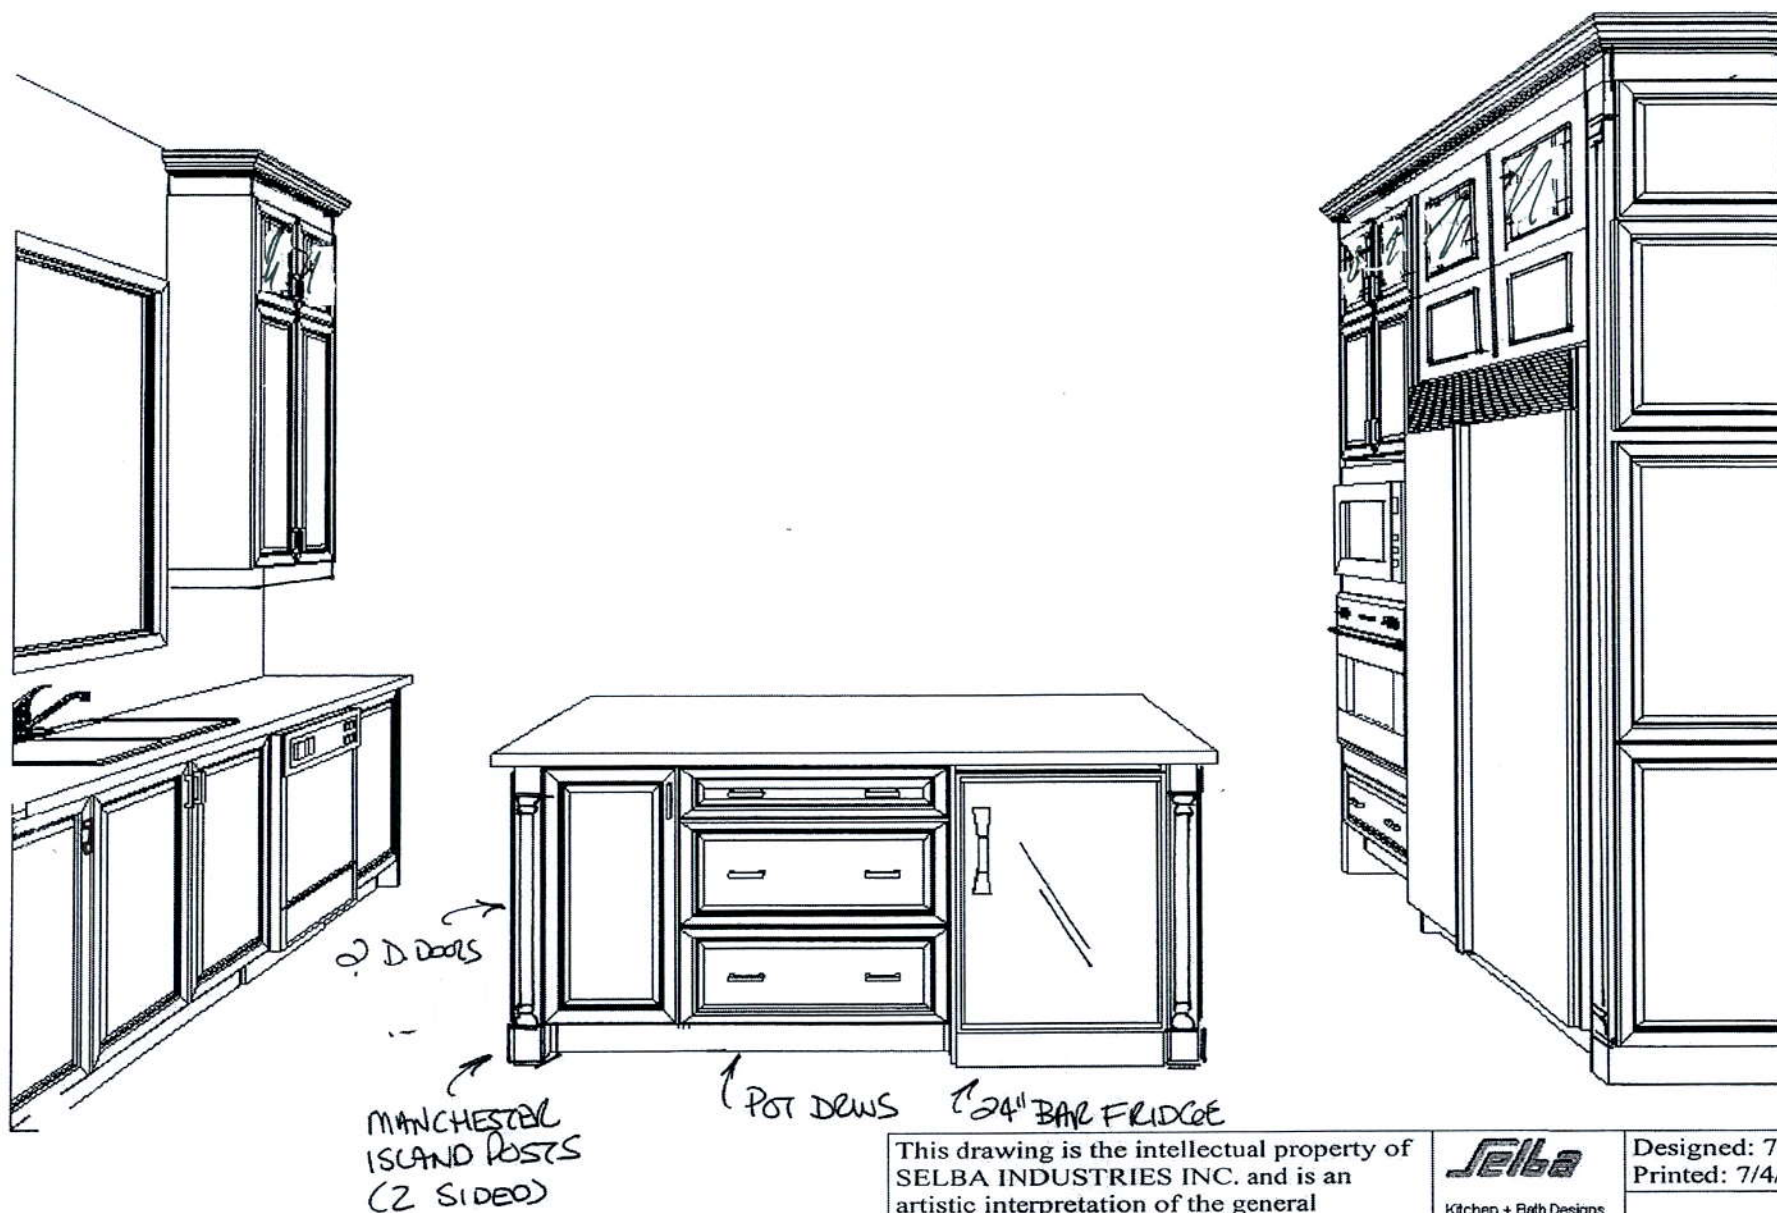 2 D. DOORS
MANCHESTER
ISLAND POSTS
(2 SIDED)
POT DRWS
24" BAR FRIDGE
This drawing is the intellectual property of
SELBA INDUSTRIES INC. and is an
artistic interpretation of the general
Selba
Kitchen + Bath Designs
Designed: 7
Printed: 7/4/